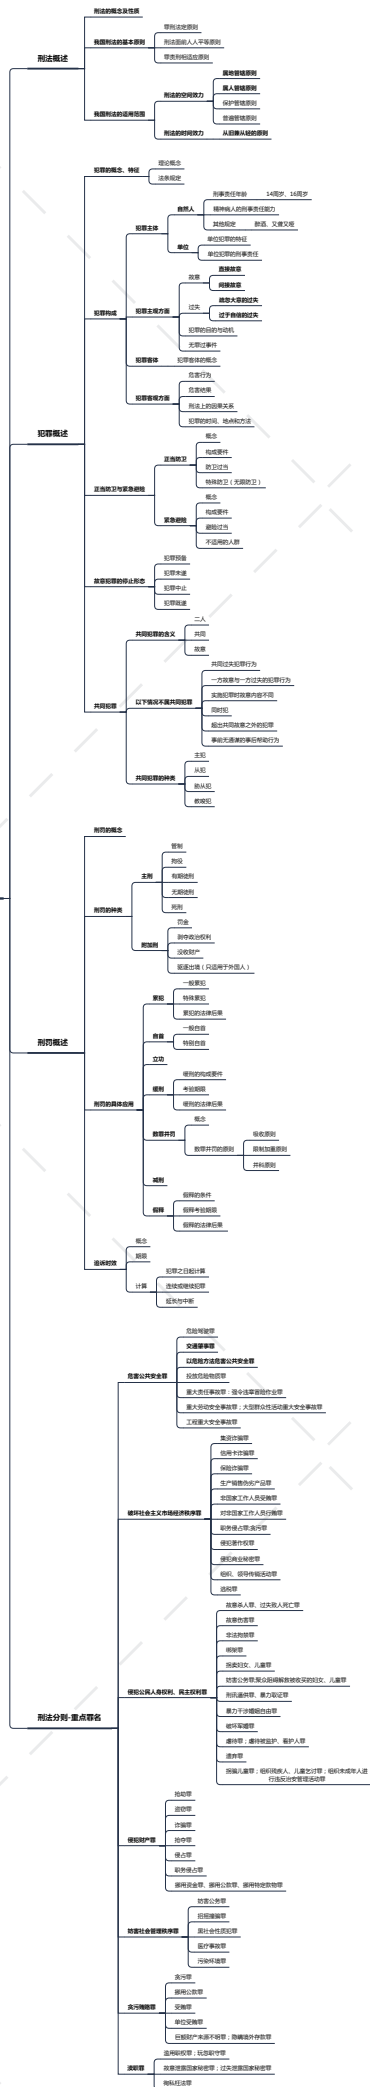 刑法概述
刑法的概念及性质
我国刑法的基本原则
罪刑法定原则
刑法面前人人平等原则
罪责刑相适应原则
我国刑法的适用范围
刑法的空间效力
属地管辖原则
属人管辖原则
保护管辖原则
普遍管辖原则
刑法的时间效力
从旧兼从轻的原则
犯罪概述
犯罪的概念、特征
理论概念
法条规定
犯罪构成
犯罪主体
自然人
刑事责任年龄
14周岁、16周岁
精神病人的刑事责任能力
其他规定
醉酒、又聋又哑
单位
单位犯罪的特征
单位犯罪的刑事责任
犯罪主观方面
故意
直接故意
间接故意
过失
疏忽大意的过失
过于自信的过失
犯罪的目的与动机
无罪过事件
犯罪客体
犯罪客体的概念
犯罪客观方面
危害行为
危害结果
刑法上的因果关系
犯罪的时间、地点和方法
正当防卫与紧急避险
正当防卫
概念
构成要件
防卫过当
特殊防卫（无限防卫）
紧急避险
概念
构成要件
避险过当
不适用的人群
故意犯罪的停止形态
犯罪预备
犯罪未遂
犯罪中止
犯罪既遂
共同犯罪
共同犯罪的含义
二人
共同
故意
以下情况不属共同犯罪
共同过失犯罪行为
一方故意与一方过失的犯罪行为
实施犯罪时故意内容不同
同时犯
超出共同故意之外的犯罪
事前无通谋的事后帮助行为
共同犯罪的种类
主犯
从犯
胁从犯
教唆犯
刑罚概述
刑罚的概念
刑罚的种类
主刑
管制
拘役
有期徒刑
无期徒刑
死刑
附加刑
罚金
剥夺政治权利
没收财产
驱逐出境（只适用于外国人）
刑罚的具体应用
累犯
一般累犯
特殊累犯
累犯的法律后果
自首
一般自首
特别自首
立功
缓刑
缓刑的构成要件
考验期限
缓刑的法律后果
数罪并罚
概念
数罪并罚的原则
吸收原则
限制加重原则
并科原则
减刑
假释
假释的条件
假释考验期限
假释的法律后果
追诉时效
概念
期限
计算
犯罪之日起计算
连续或继续犯罪
延长与中断
刑法分则-重点罪名
危害公共安全罪
危险驾驶罪
交通肇事罪
以危险方法危害公共安全罪
投放危险物质罪
重大责任事故罪；强令违章冒险作业罪
重大劳动安全事故罪；大型群众性活动重大安全事故罪
工程重大安全事故罪
破坏社会主义市场经济秩序罪
集资诈骗罪
信用卡诈骗罪
保险诈骗罪
生产销售伪劣产品罪
非国家工作人员受贿罪
对非国家工作人员行贿罪
职务侵占罪;贪污罪
侵犯著作权罪
侵犯商业秘密罪
组织、领导传销活动罪
逃税罪
侵犯公民人身权利、民主权利罪
故意杀人罪、过失致人死亡罪
故意伤害罪
非法拘禁罪
绑架罪
拐卖妇女、儿童罪
妨害公务罪;聚众阻碍解救被收买的妇女、儿童罪
刑讯逼供罪、暴力取证罪
暴力干涉婚姻自由罪
破坏军婚罪
虐待罪；虐待被监护、看护人罪
遗弃罪
拐骗儿童罪；组织残疾人、儿童乞讨罪；组织未成年人进
行违反治安管理活动罪
侵犯财产罪
抢劫罪
盗窃罪
诈骗罪
抢夺罪
侵占罪
职务侵占罪
挪用资金罪、挪用公款罪、挪用特定款物罪
妨害社会管理秩序罪
妨害公务罪
招摇撞骗罪
黑社会性质犯罪
医疗事故罪
污染环境罪
贪污贿赂罪
贪污罪
挪用公款罪
受贿罪
单位受贿罪
巨额财产来源不明罪；隐瞒境外存款罪
渎职罪
滥用职权罪；玩忽职守罪
故意泄露国家秘密罪；过失泄露国家秘密罪
徇私枉法罪